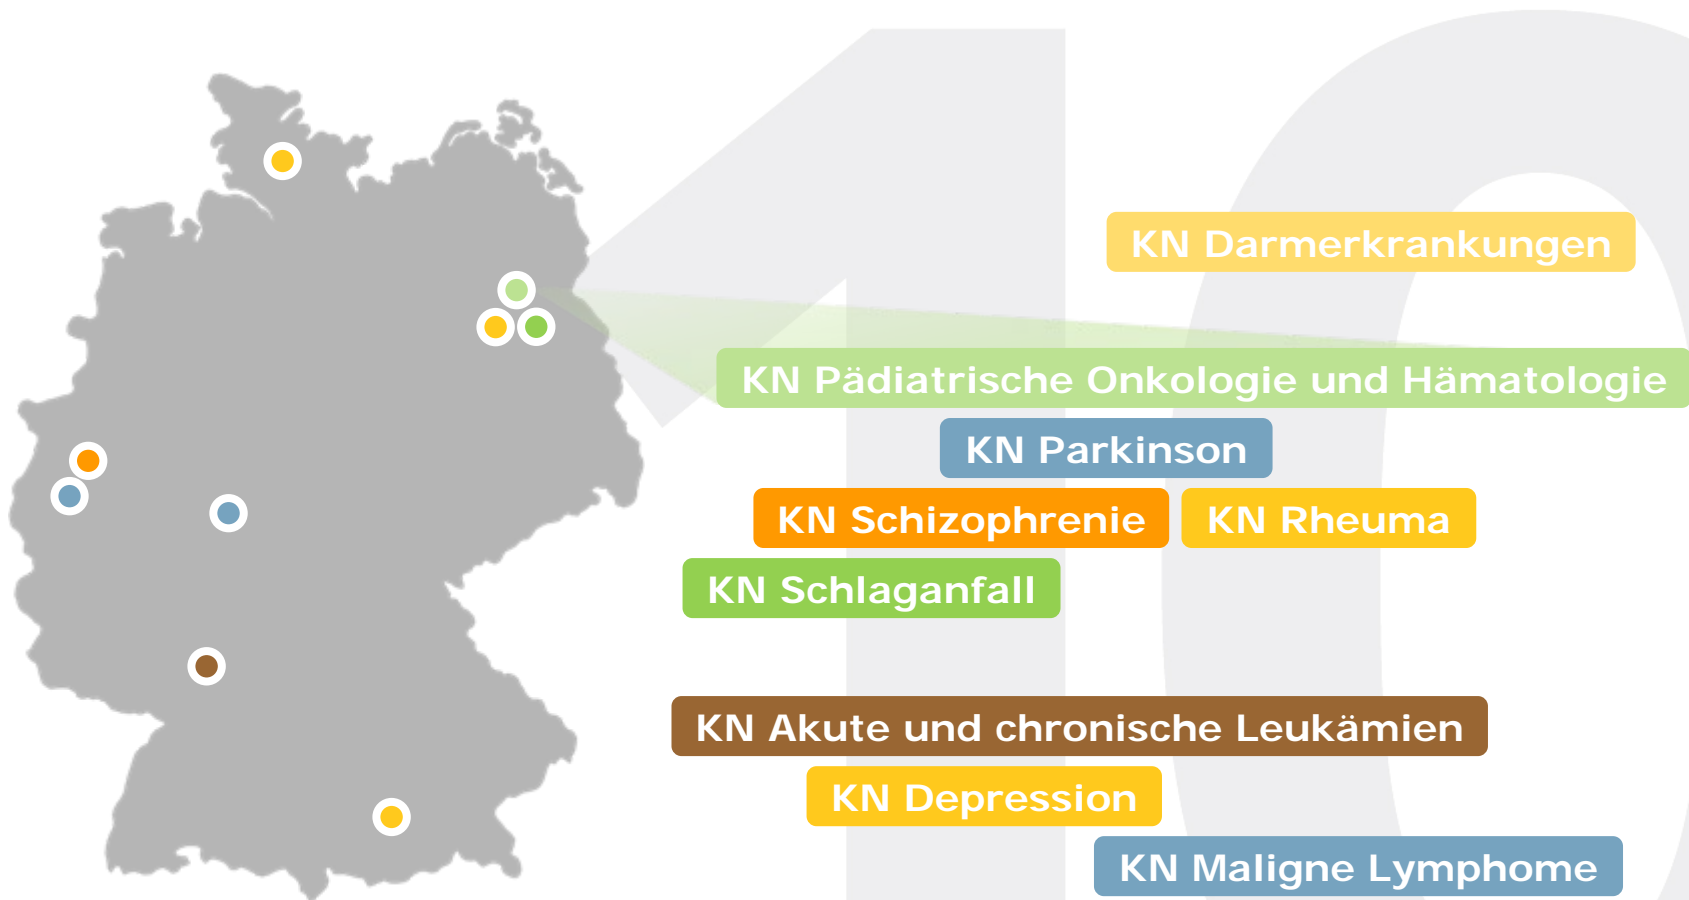 10
KN Darmerkrankungen
KN Pädiatrische Onkologie und Hämatologie
KN Parkinson
KN Schizophrenie KN Rheuma
KN Schlaganfall
KN Akute und chronische Leukämien
KN Depression
KN Maligne Lymphome